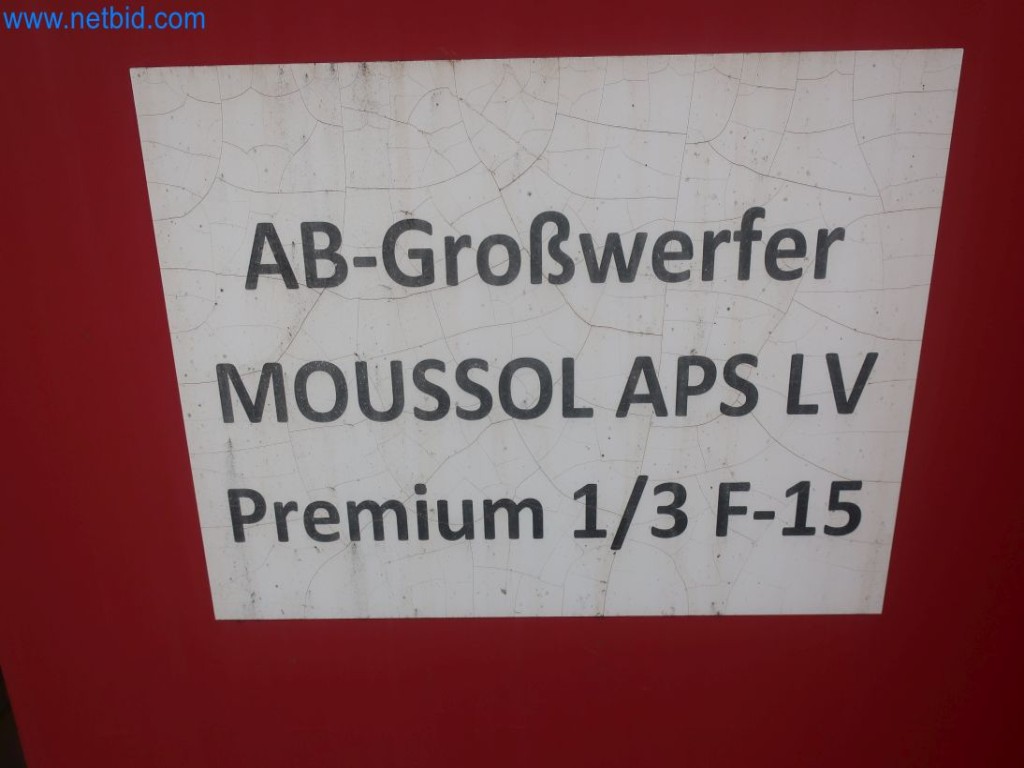 www.netbid.com
AB-Großwerfer
MOUSSOL APS LV
Premium 1/3 F-15